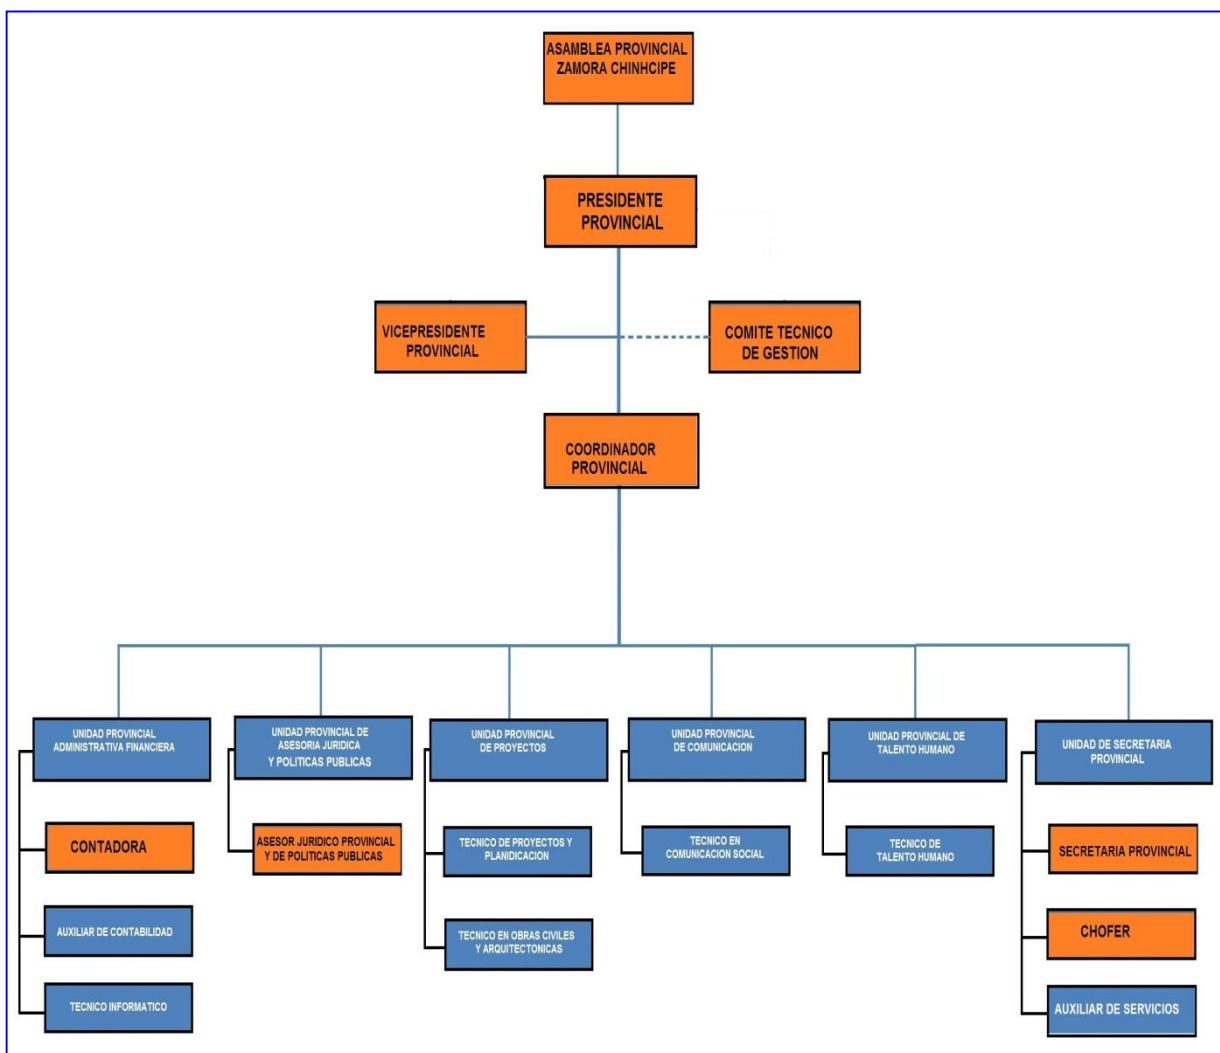 ASAMBLEA PROVINCIAL
ZAMORA CHINHCIPE
PRESIDENTE
PROVINCIAL
VICEPRESIDENTE
PROVINCIAL
COMITE TECNICO
DE GESTION
COORDINADOR
PROVINCIAL
UNIDAD PROVINCIAL
ADMINISTRATIVA FINANCIERA
CONTADORA
AUXILIAR DE CONTABILIDAD
TECNICO INFORMATICO
UNIDAD PROVINCIAL DE
ASESORIA JURIDICA
Y POLITICAS PUBLICAS
ASESOR JURIDICO PROVINCIAL
Y DE POLITICAS PUBLICAS
UNIDAD PROVINCIAL
DE PROYECTOS
TECNICO DE PROYECTOS Y
PLANIDICACION
TECNICO EN OBRAS CIVILES
Y ARQUITECTONICAS
UNIDAD PROVINCIAL
DE COMUNICACION
TECNICO EN
COMUNICACION SOCIAL
UNIDAD PROVINCIAL DE
TALENTO HUMANO
TECNICO DE
TALENTO HUMANO
UNIDAD DE SECRETARIA
PROVINCIAL
SECRETARIA PROVINCIAL
CHOFER
AUXILIAR DE SERVICIOS